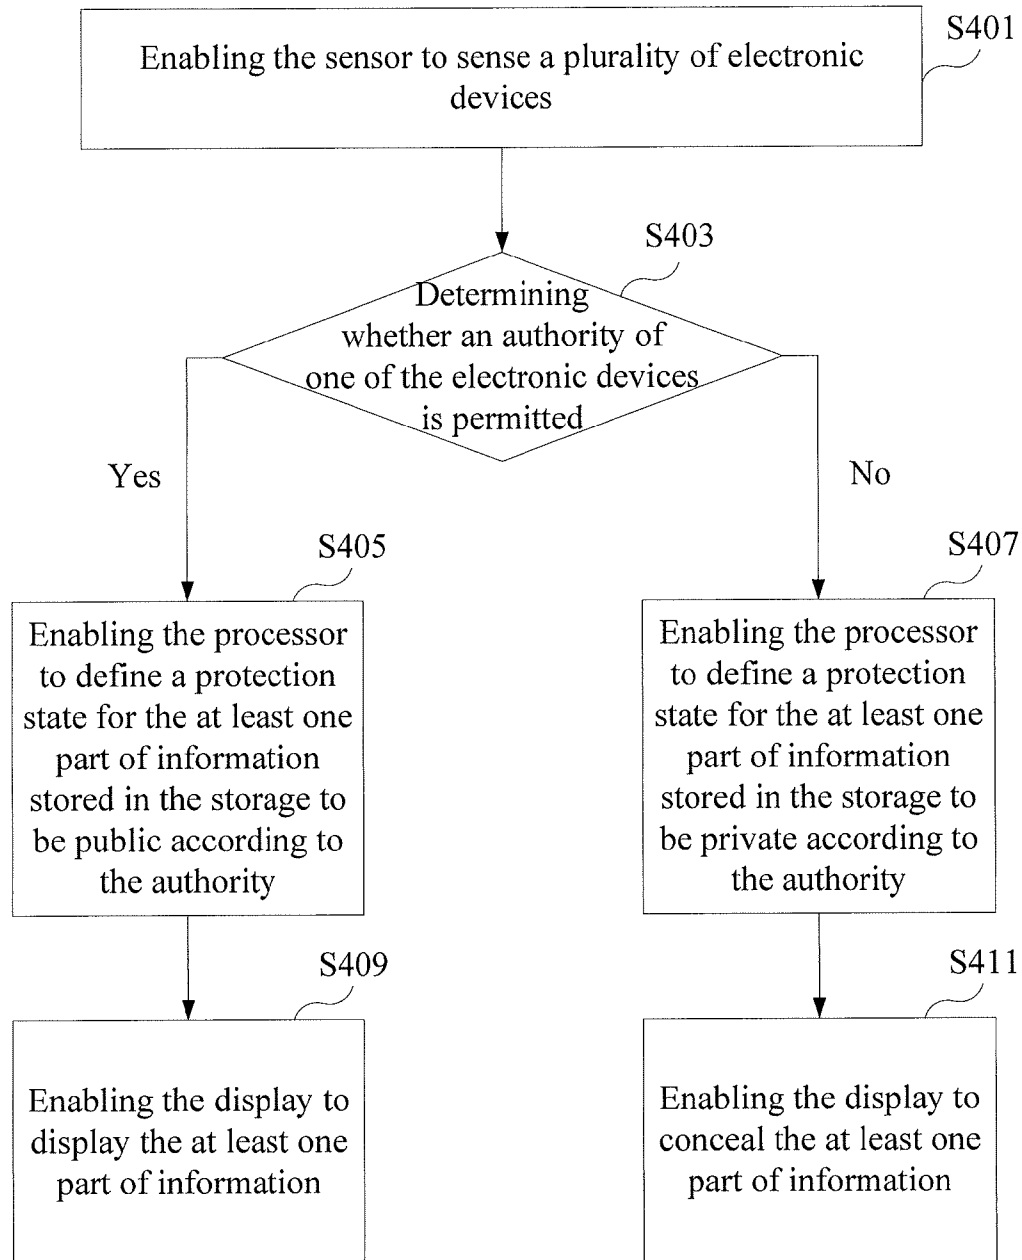 S401
Enabling the sensor to sense a plurality of electronic
devices
S403
Determining
whether an authority of
one of the electronic devices
is permitted
Yes
No
S405
Enabling the processor
to define a protection
state for the at least one
part of information
stored in the storage to
be public according to
the authority
S407
Enabling the processor
to define a protection
state for the at least one
part of information
stored in the storage to
be private according to
the authority
S409
Enabling the display to
display the at least one
part of information
S411
Enabling the display to
conceal the at least one
part of information